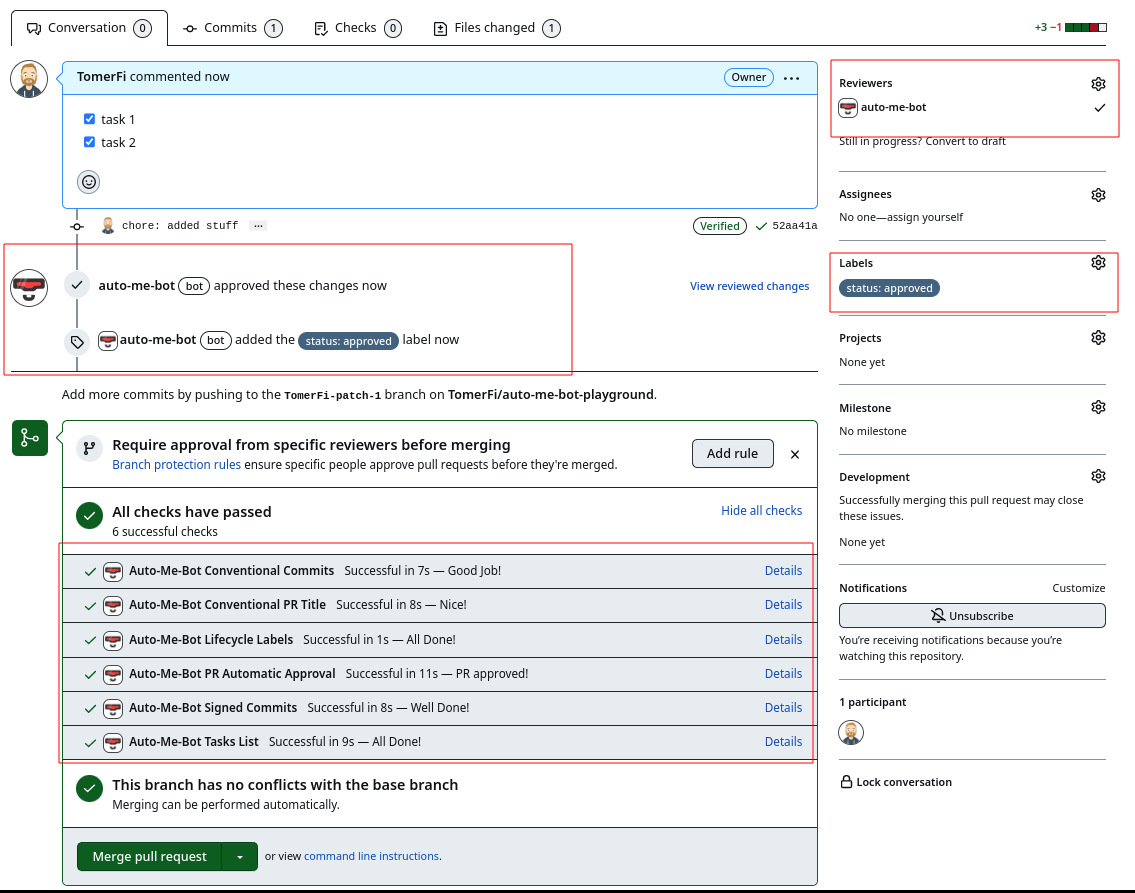 Conversation 0
Commits 1
Checks 0
Files changed 1
+3 −1
TomerFi commented now
Owner
task 1
task 2
chore: added stuff
Verified
52aa41a
auto-me-bot bot approved these changes now
View reviewed changes
auto-me-bot bot added the status: approved label now
Add more commits by pushing to the TomerFi-patch-1 branch on TomerFi/auto-me-bot-playground.
Require approval from specific reviewers before merging
Branch protection rules ensure specific people approve pull requests before they're merged.
Add rule
All checks have passed
6 successful checks
Hide all checks
Auto-Me-Bot Conventional Commits Successful in 7s — Good Job!
Details
Auto-Me-Bot Conventional PR Title Successful in 8s — Nice!
Details
Auto-Me-Bot Lifecycle Labels Successful in 1s — All Done!
Details
Auto-Me-Bot PR Automatic Approval Successful in 11s — PR approved!
Details
Auto-Me-Bot Signed Commits Successful in 8s — Well Done!
Details
Auto-Me-Bot Tasks List Successful in 9s — All Done!
Details
This branch has no conflicts with the base branch
Merging can be performed automatically.
Merge pull request
or view command line instructions.
Reviewers
auto-me-bot
Still in progress? Convert to draft
Assignees
No one—assign yourself
Labels
status: approved
Projects
None yet
Milestone
No milestone
Development
Successfully merging this pull request may close
these issues.
None yet
Notifications
Customize
Unsubscribe
You're receiving notifications because you're
watching this repository.
1 participant
Lock conversation